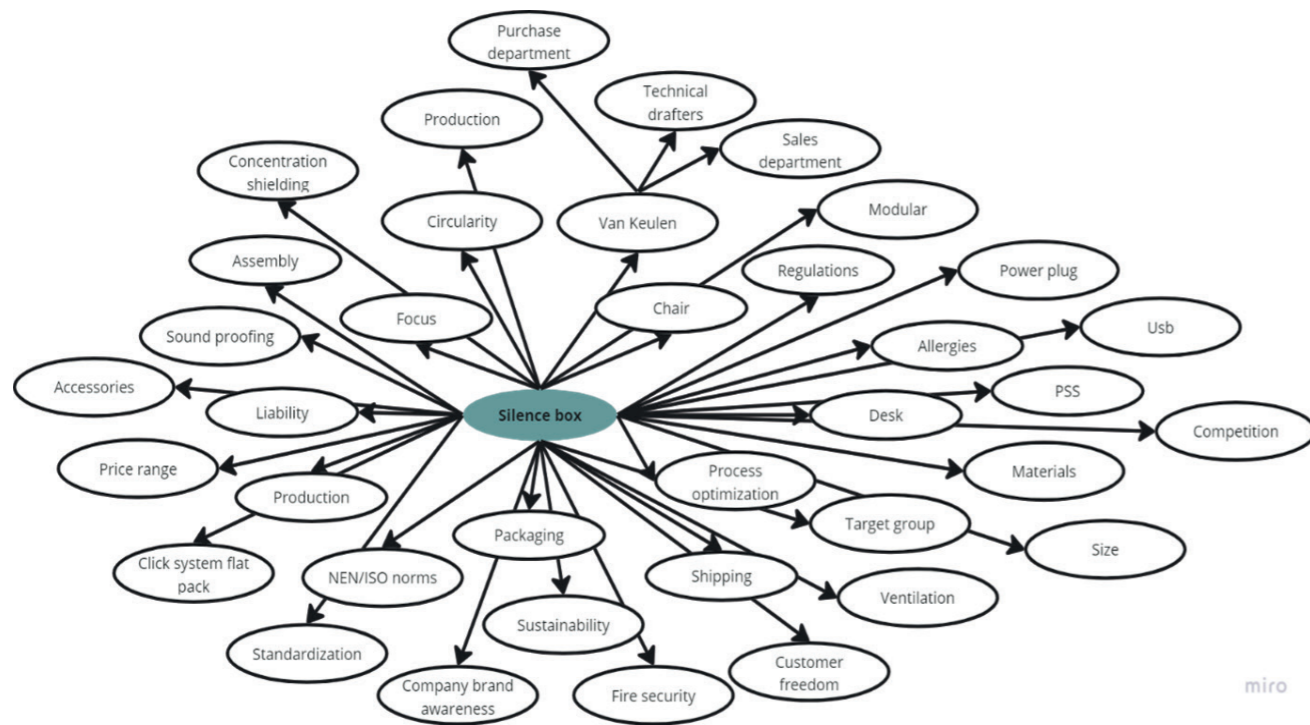 Purchase
department
Technical
drafters
Production
Sales
department
Concentration
shielding
Modular
Circularity
Van Keulen
Assembly
Regulations
Power plug
Chair
Focus
Usb
Sound proofing
Allergies
Accessories
PSS
Liability
Silence box
Desk
Competition
Price range
Materials
Process
optimization
Production
Target group
Packaging
Size
Click system flat
pack
NEN/ISO norms
Shipping
Ventilation
Sustainability
Standardization
Customer
freedom
Company brand
awareness
Fire security
miro